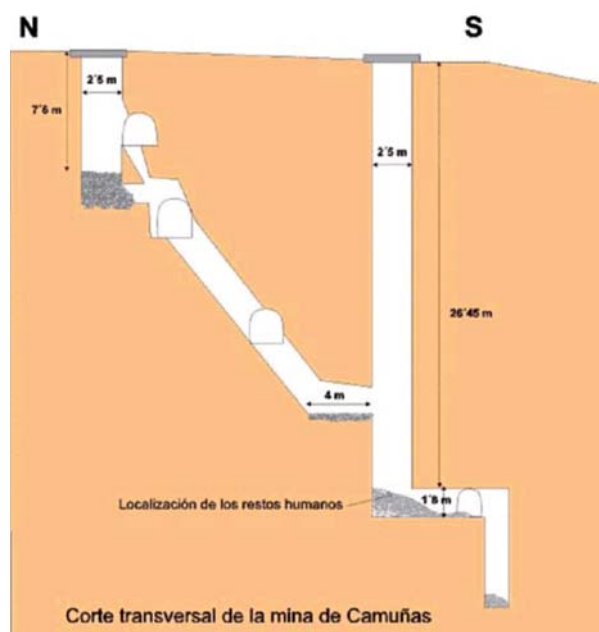 N
S
2´5 m
7´6 m
2´5 m
26´45 m
4 m
1´8 m
Localización de los restos humanos
Corte transversal de la mina de Camuñas